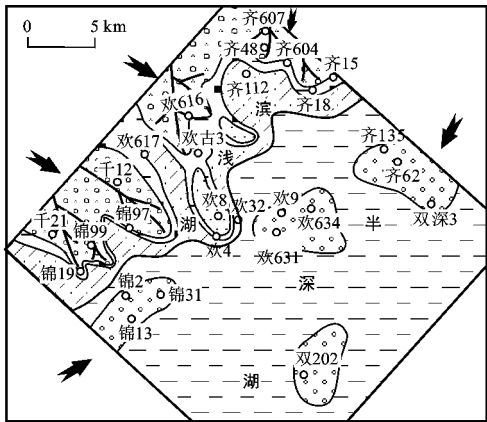 齐607
0 5 km
齐48
齐604
齐15
齐112
齐18
欢616
滨
欢617
欢古3
浅
齐135
千12
齐62
欢8
欢32
欢9
双深3
千21
锦99
锦97
湖
欢634
半
欢4
欢631
锦19
深
锦2
锦31
锦13
双202
湖